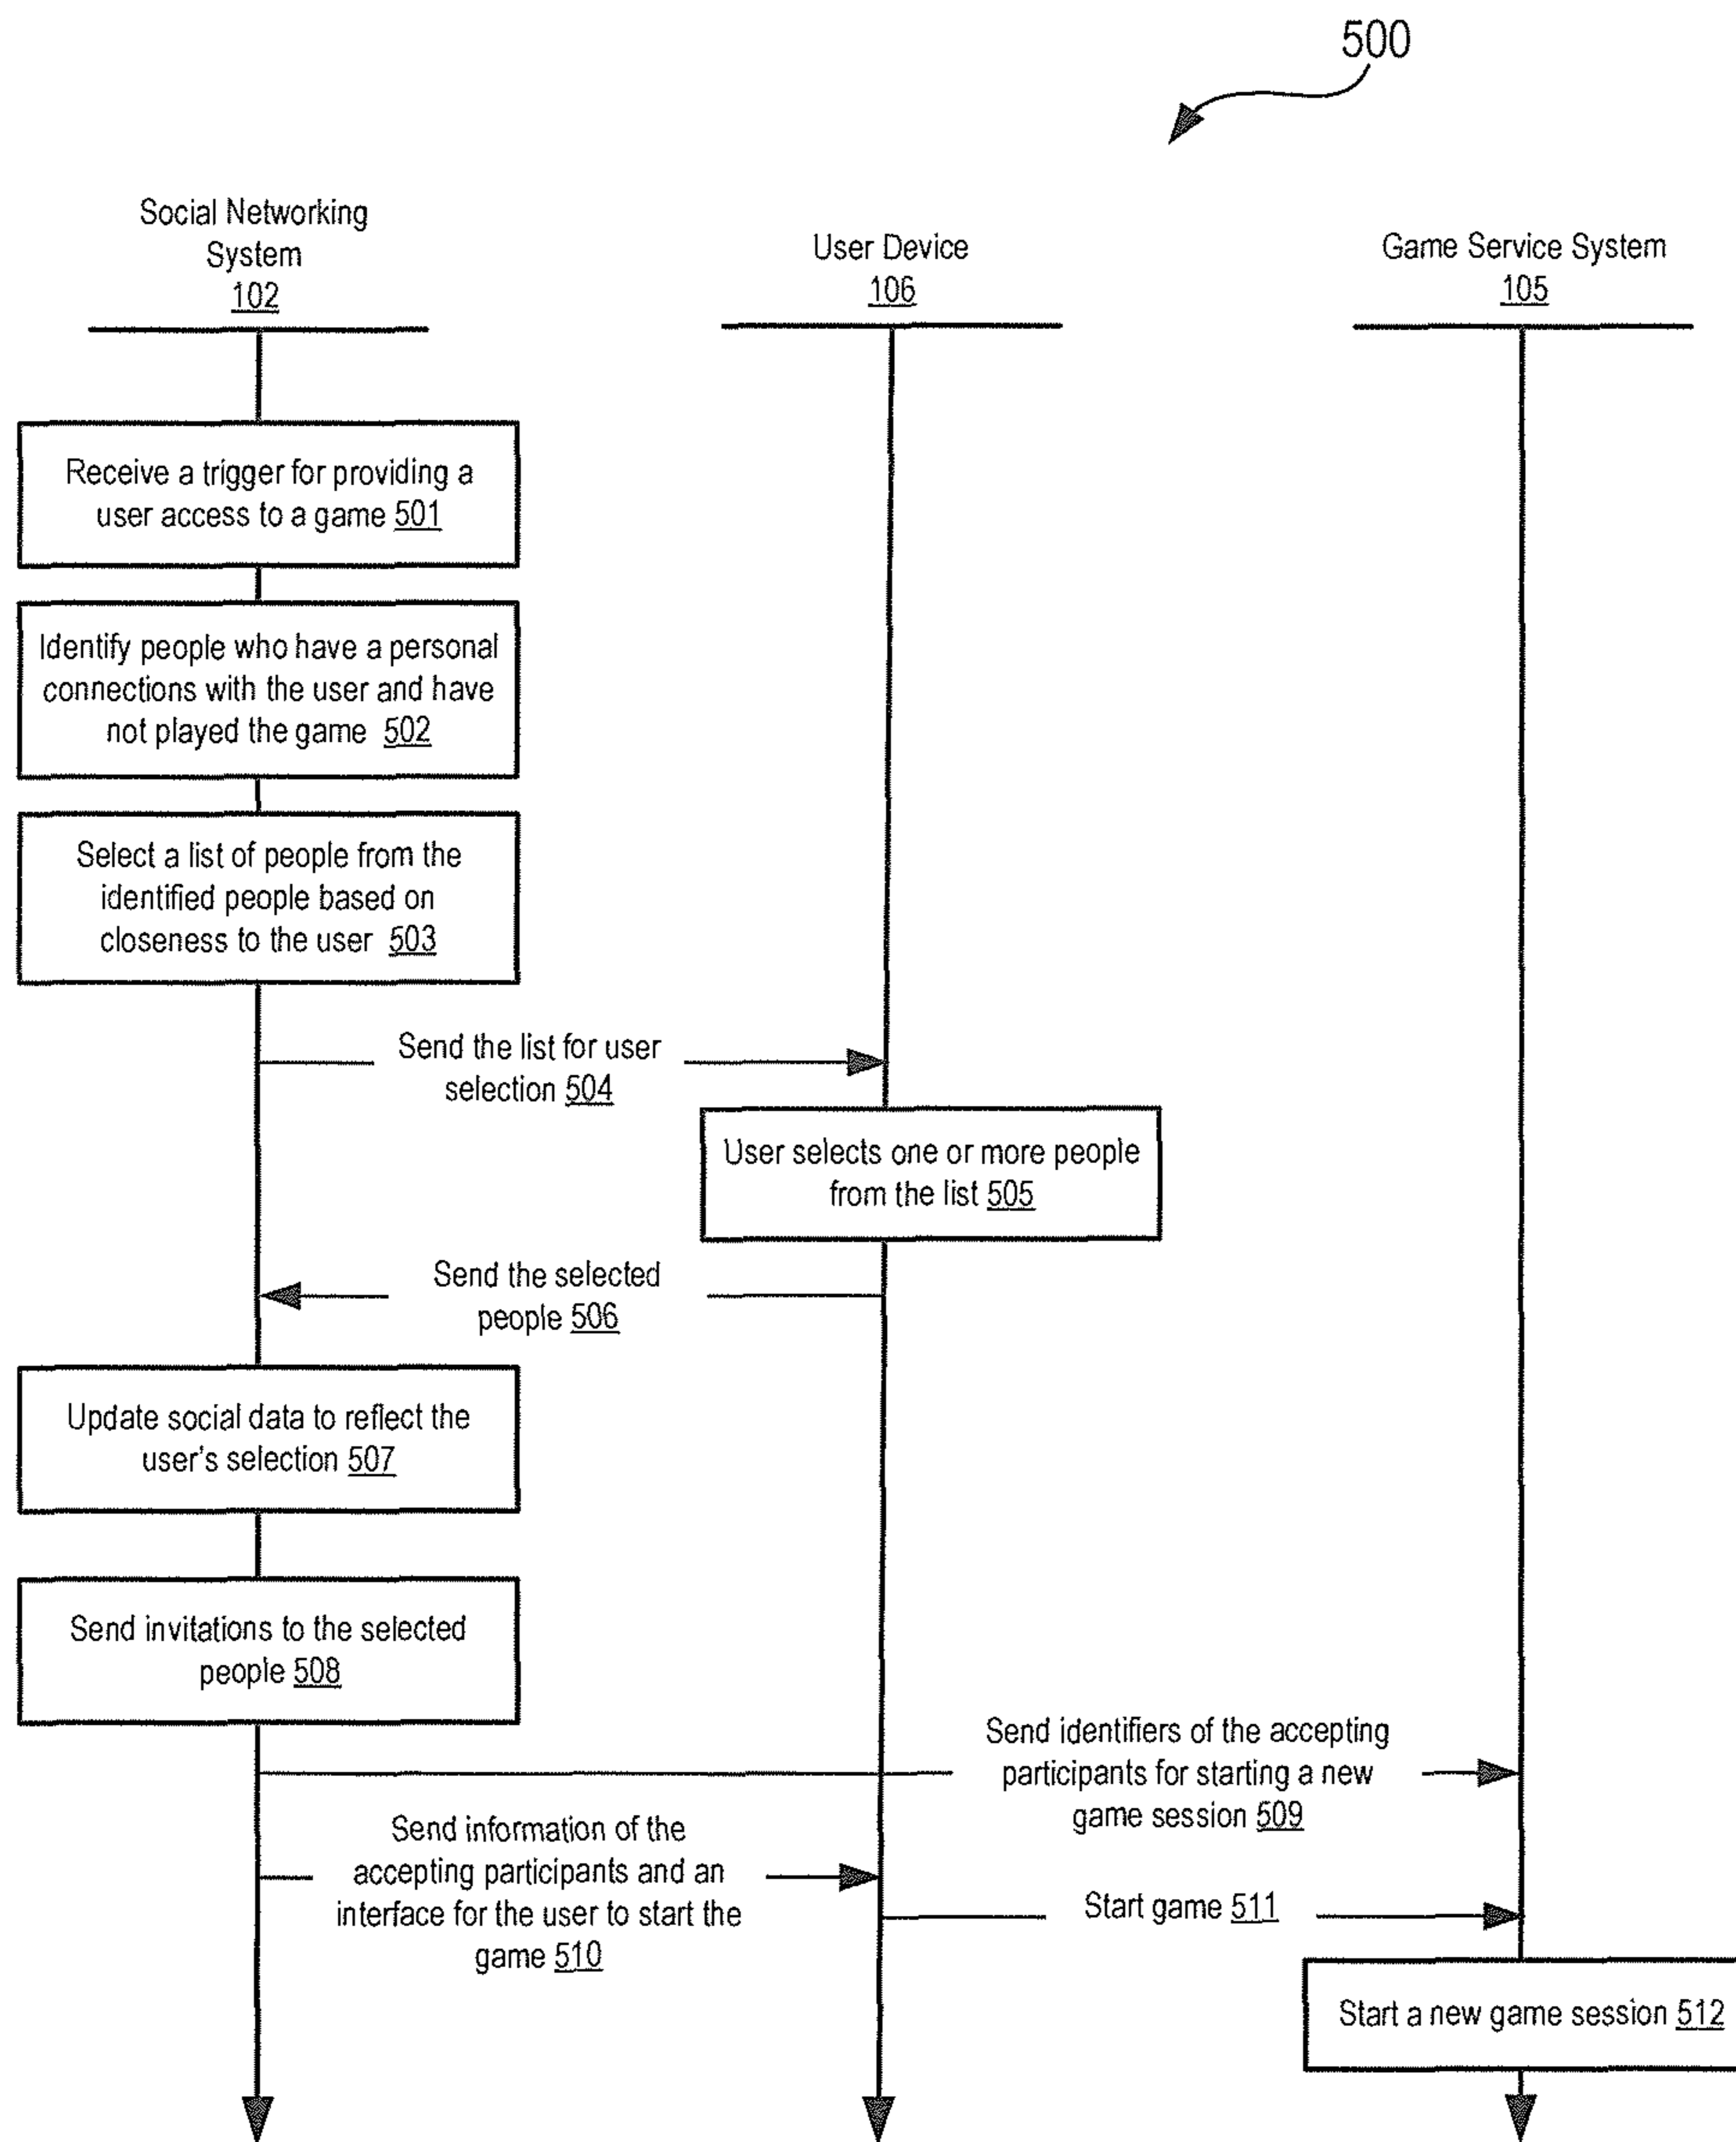 500
Social Networking
System
102
User Device
106
Game Service System
105
Receive a trigger for providing a
user access to a game 501
Identify people who have a personal
connections with the user and have
not played the game 502
Select a list of people from the
identified people based on
closeness to the user 503
Send the list for user
selection 504
User selects one or more people
from the list 505
Send the selected
people 506
Update social data to reflect the
user's selection 507
Send invitations to the selected
people 508
Send identifiers of the accepting
participants for starting a new
game session 509
Send information of the
accepting participants and an
interface for the user to start the
game 510
Start game 511
Start a new game session 512